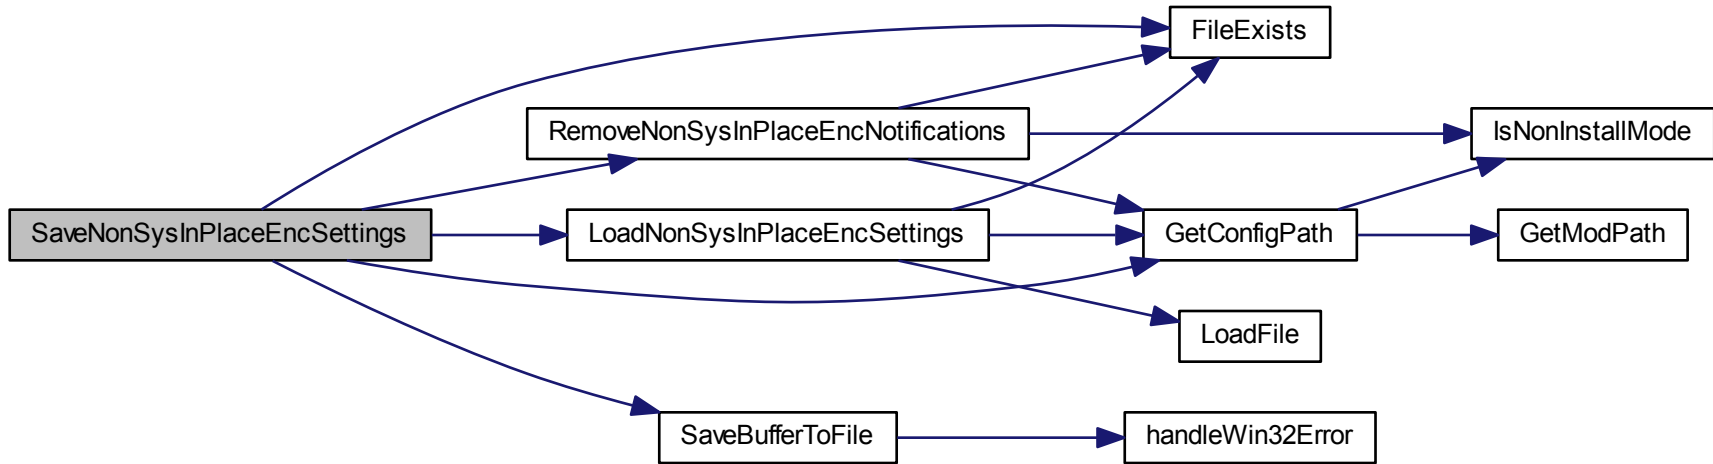 FileExists
RemoveNonSysInPlaceEncNotifications
IsNonInstallMode
SaveNonSysInPlaceEncSettings
LoadNonSysInPlaceEncSettings
GetConfigPath
GetModPath
LoadFile
SaveBufferToFile
handleWin32Error